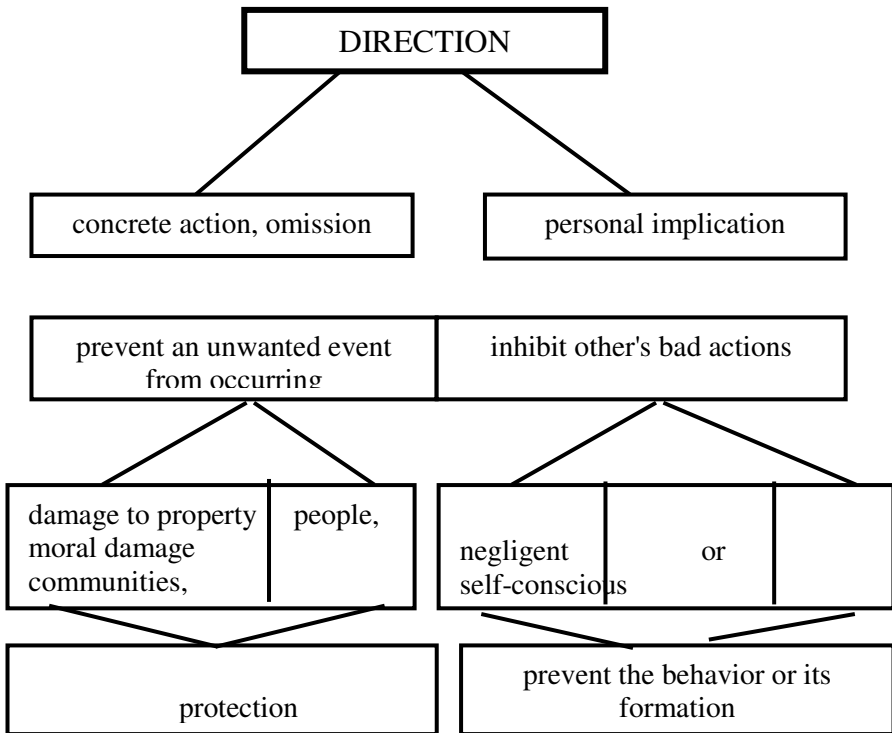 DIRECTION
concrete action, omission
personal implication
prevent an unwanted event
from occurring
inhibit other's bad actions
damage to property
moral damage
communities,
people,
negligent or
self-conscious
protection
prevent the behavior or its
formation